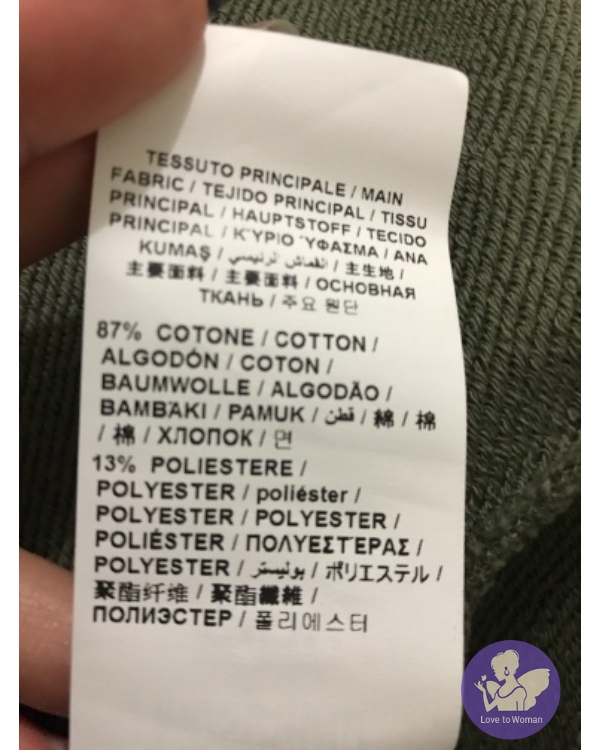 TESSUTO PRINCIPALE / MAIN
FABRIC / TEJIDO PRINCIPAL / TISSU
PRINCIPAL / HAUPTSTOFF / TECIDO
PRINCIPAL / Κ'ΥΡΙΟ 'ΎΦΑΣΜΑ / ANA
KUMAŞ / القماش الرئيسي / 主生地 /
主要面料 / 主要面料 / ОСНОВНАЯ
ТКАНЬ / 주요 원단
87% COTONE / COTTON /
ALGODÓN / COTON /
BAUMWOLLE / ALGODÃO /
BAMBAKI / PAMUK / قطن / 綿 / 棉
/ 棉 / ХЛОПОК / 면
13% POLIESTERE /
POLYESTER / poliéster /
POLYESTER / POLYESTER /
POLIÉSTER / ΠΟΛΥΕΣΤΈΡΑΣ /
POLYESTER / بوليستر / ポリエステル /
聚酯纤维 / 聚酯纖維 /
ПОЛИЭСТЕР / 폴리에스터
Love to Woman